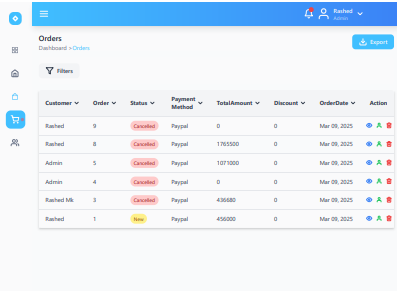 Rashed
Admin
Orders
Dashboard >Orders
Export
Filters
Customer Order Status Payment Method TotalAmount Discount OrderDate Action
Rashed 9 Cancelled Paypal 0 0 Mar 09, 2025
Rashed 8 Cancelled Paypal 1765500 0 Mar 09, 2025
Admin 5 Cancelled Paypal 1071000 0 Mar 09, 2025
Admin 4 Cancelled Paypal 0 0 Mar 09, 2025
Rashed Mk 3 Cancelled Paypal 436680 0 Mar 09, 2025
Rashed 1 New Paypal 456000 0 Mar 09, 2025